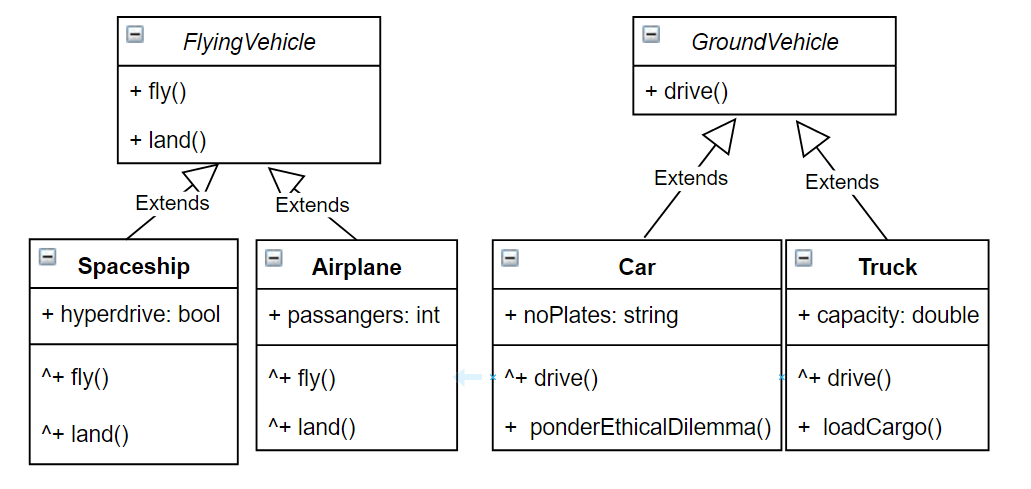 FlyingVehicle
+ fly()
+ land()
GroundVehicle
+ drive()
Extends
Extends
Extends
Extends
Spaceship
+ hyperdrive: bool
^+ fly()
^+ land()
Airplane
+ passangers: int
^+ fly()
^+ land()
Car
+ noPlates: string
^+ drive()
+ ponderEthicalDilemma()
Truck
+ capacity: double
^+ drive()
+ loadCargo()